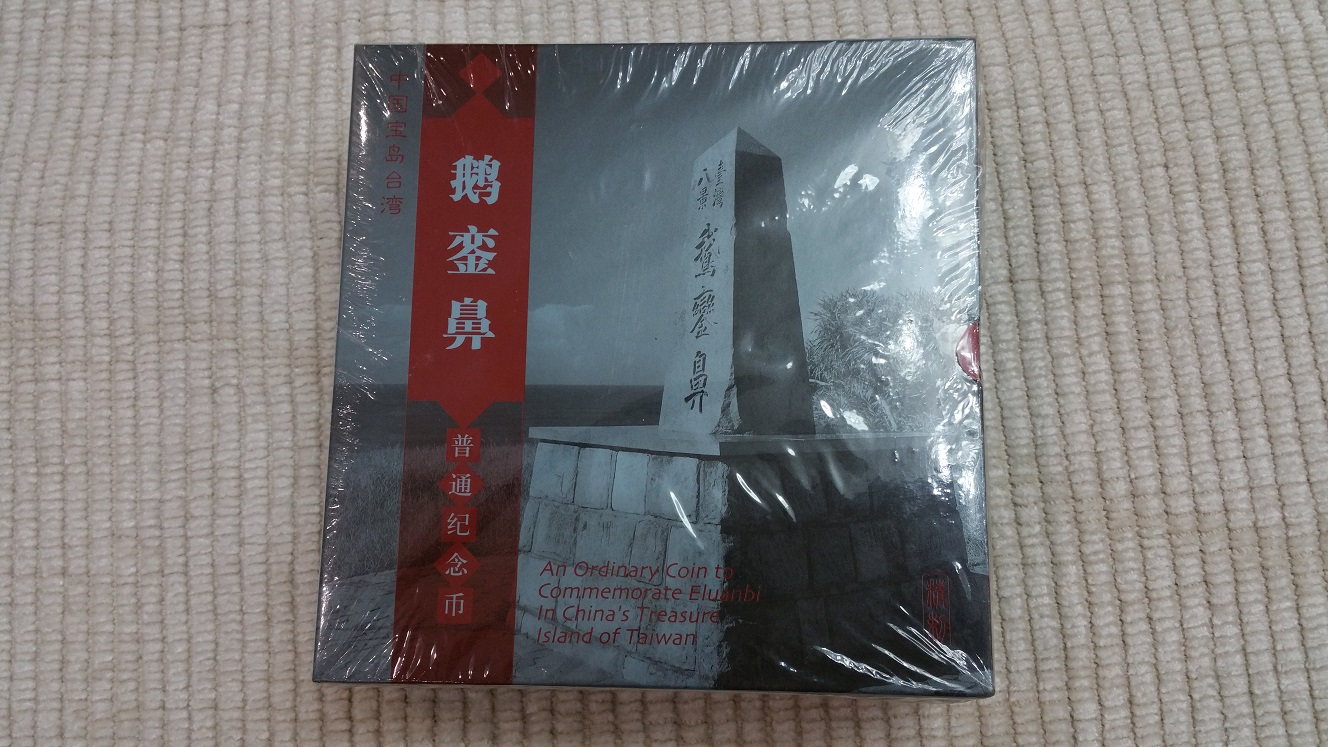 中国宝岛台湾
鹅銮鼻
普通纪念币
臺灣
八景
鵝鑾鼻
An Ordinary Coin to
Commemorate Eluanbi
In China's Treasure
Island of Taiwan